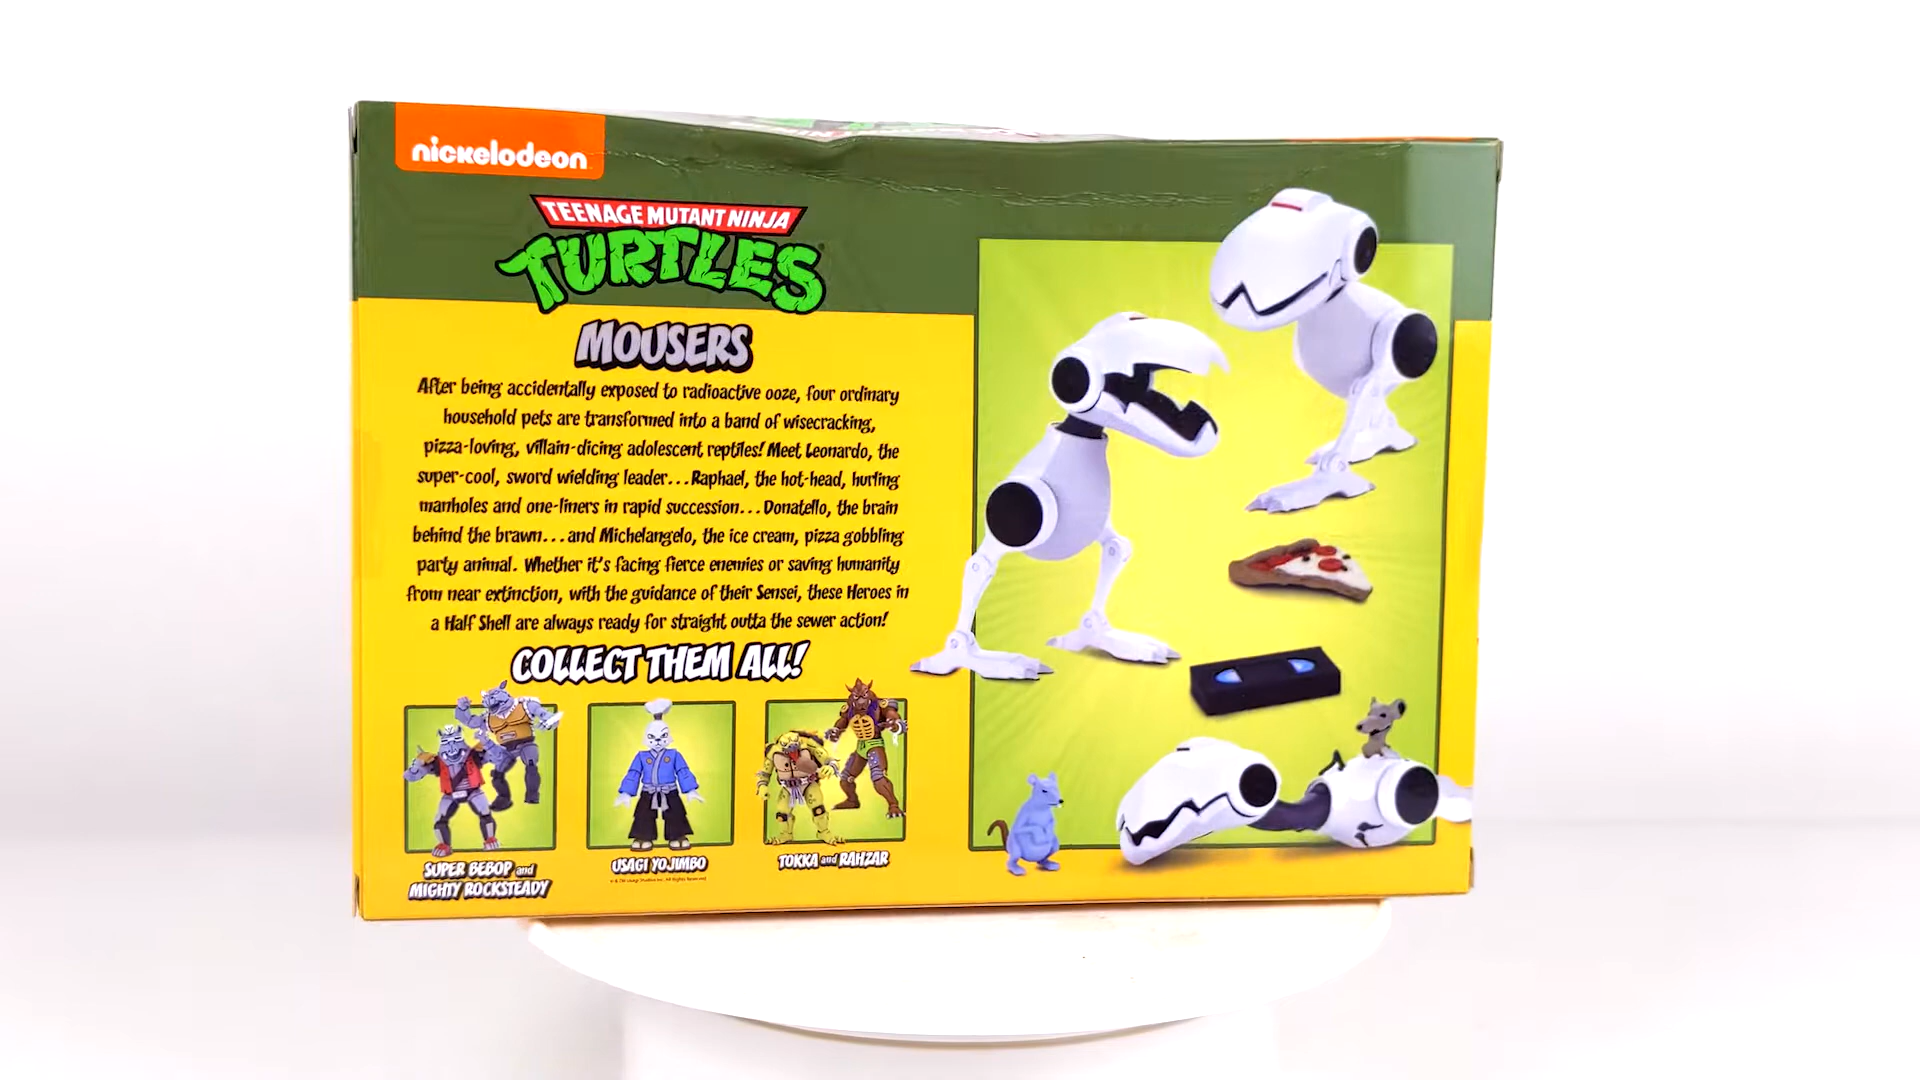 nickelodeon
TEENAGE MUTANT NINJA
TURTLES
MOUSERS
After being accidentally exposed to radioactive ooze, four ordinary
household pets are transformed into a band of wisecracking,
pizza-loving, villain-dicing adolescent reptiles! Meet Leonardo, the
super-cool, sword wielding leader...Raphael, the hot-head, hurling
manholes and one-liners in rapid succession...Donatello, the brain
behind the brawn...and Michelangelo, the ice cream, pizza gobbling
party animal. Whether it's facing fierce enemies or saving humanity
from near extinction, with the guidance of their Sensei, these Heroes in
a Half Shell are always ready for straight outta the sewer action!
COLLECT THEM ALL!
SUPER BEBOP and
MIGHTY ROCKSTEADY
USAGI YOJIMBO
TOKKA and RAHZAR